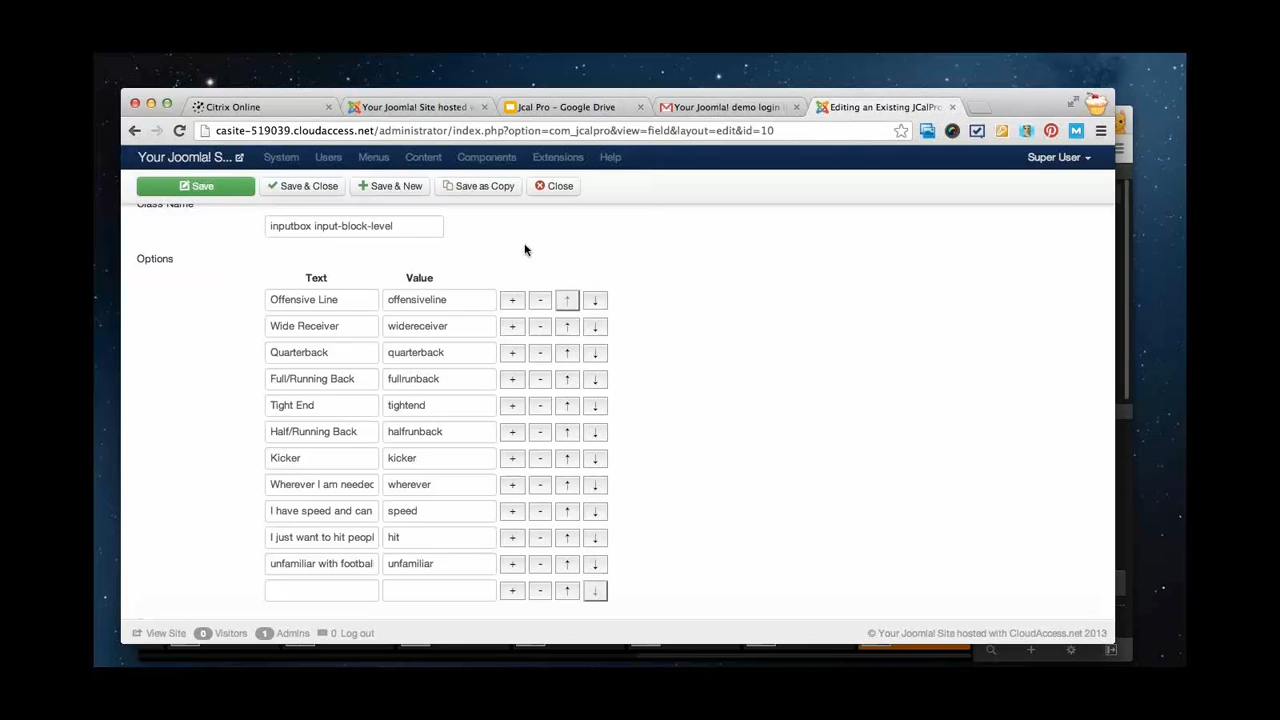 Citrix Online
Your Joomla! Site hosted w
Jcal Pro – Google Drive
Your Joomla! demo login i
Editing an Existing JCalPr
casite-519039.cloudaccess.net/administrator/index.php?option=com_jcalpro&view=field&layout=edit&id=10
Your Joomla! S... System Users Menus Content Components Extensions Help Super User
Save Save & Close Save & New Save as Copy Close
Class Name
inputbox input-block-level
Options
Text Value
Offensive Line offensiveline + - ↑ ↓
Wide Receiver widereceiver + - ↑ ↓
Quarterback quarterback + - ↑ ↓
Full/Running Back fullrunback + - ↑ ↓
Tight End tightend + - ↑ ↓
Half/Running Back halfrunback + - ↑ ↓
Kicker kicker + - ↑ ↓
Wherever I am needed wherever + - ↑ ↓
I have speed and can speed + - ↑ ↓
I just want to hit peopl hit + - ↑ ↓
unfamiliar with footbal unfamiliar + - ↑ ↓
+ - ↑ ↓
View Site 0 Visitors 1 Admins 0 Log out © Your Joomla! Site hosted with CloudAccess.net 2013